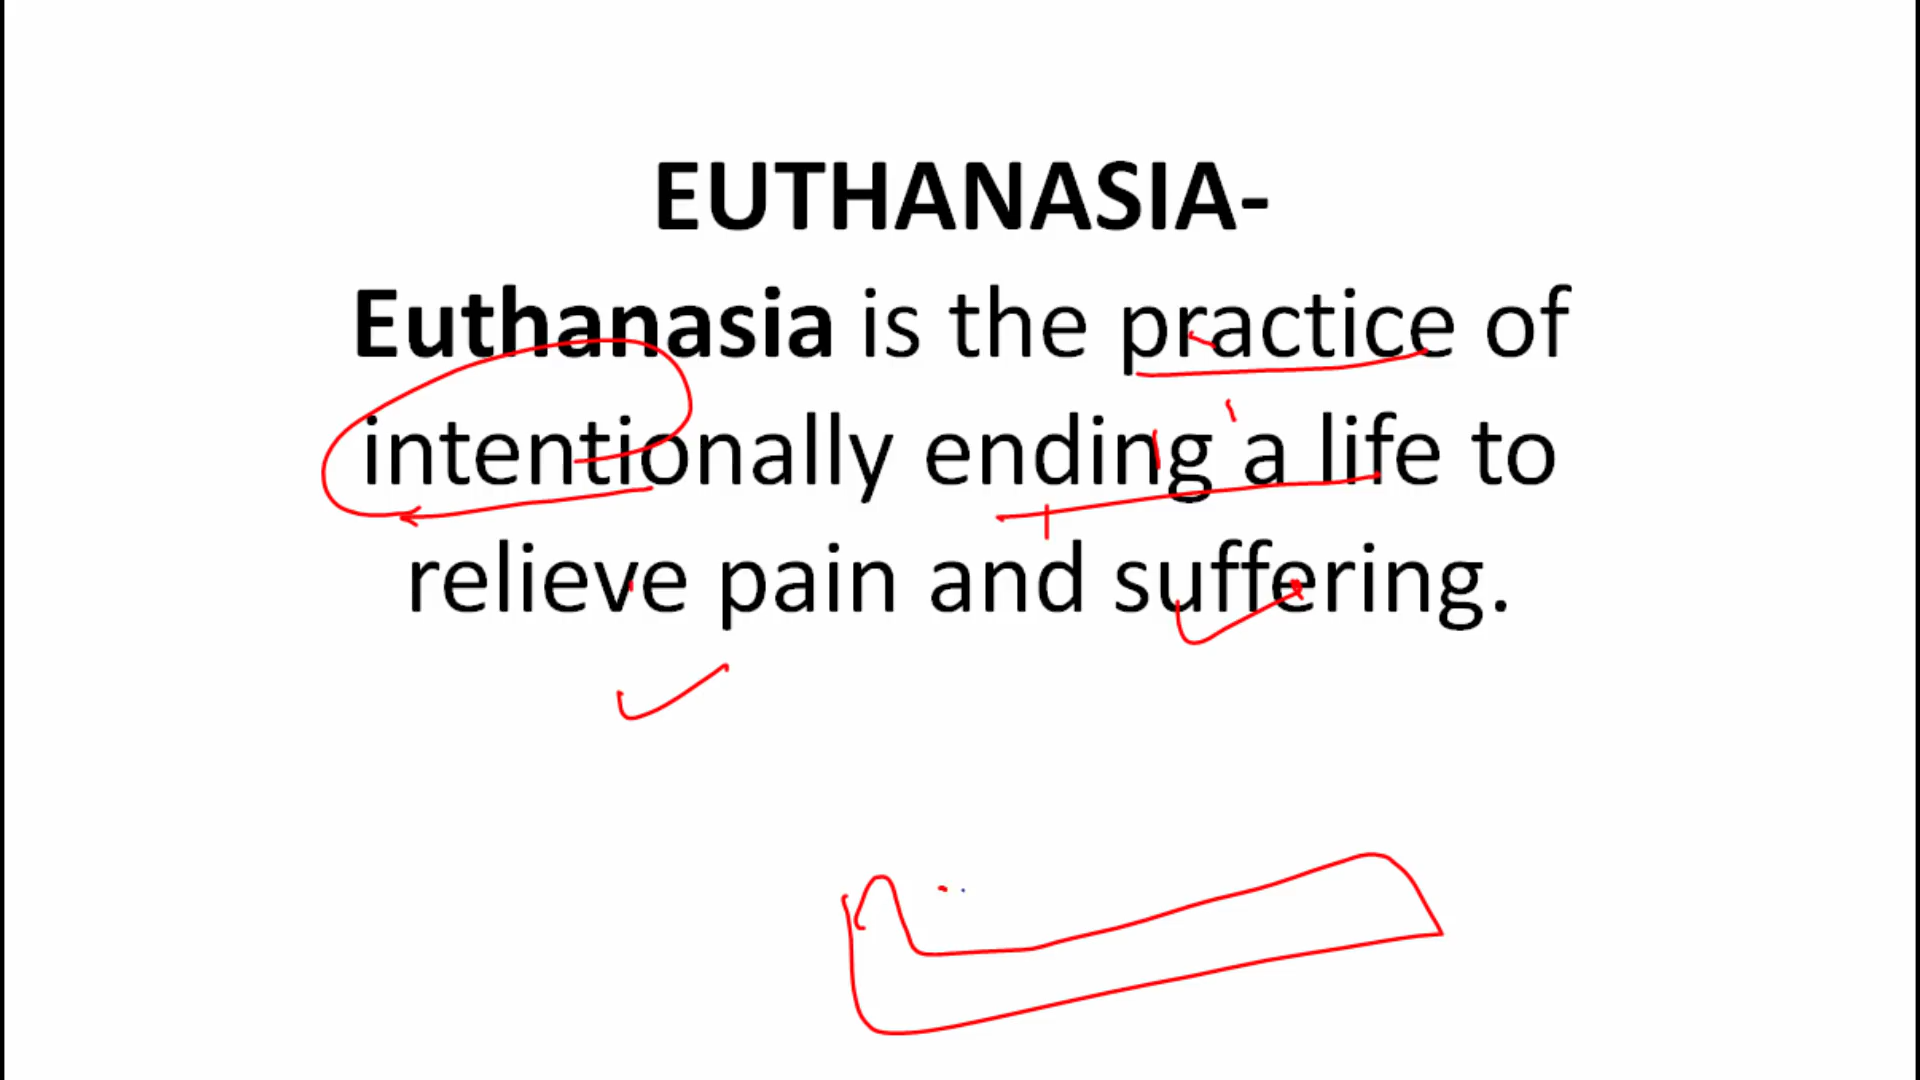 EUTHANASIA-
Euthanasia is the practice of
intentionally ending a life to
relieve pain and suffering.